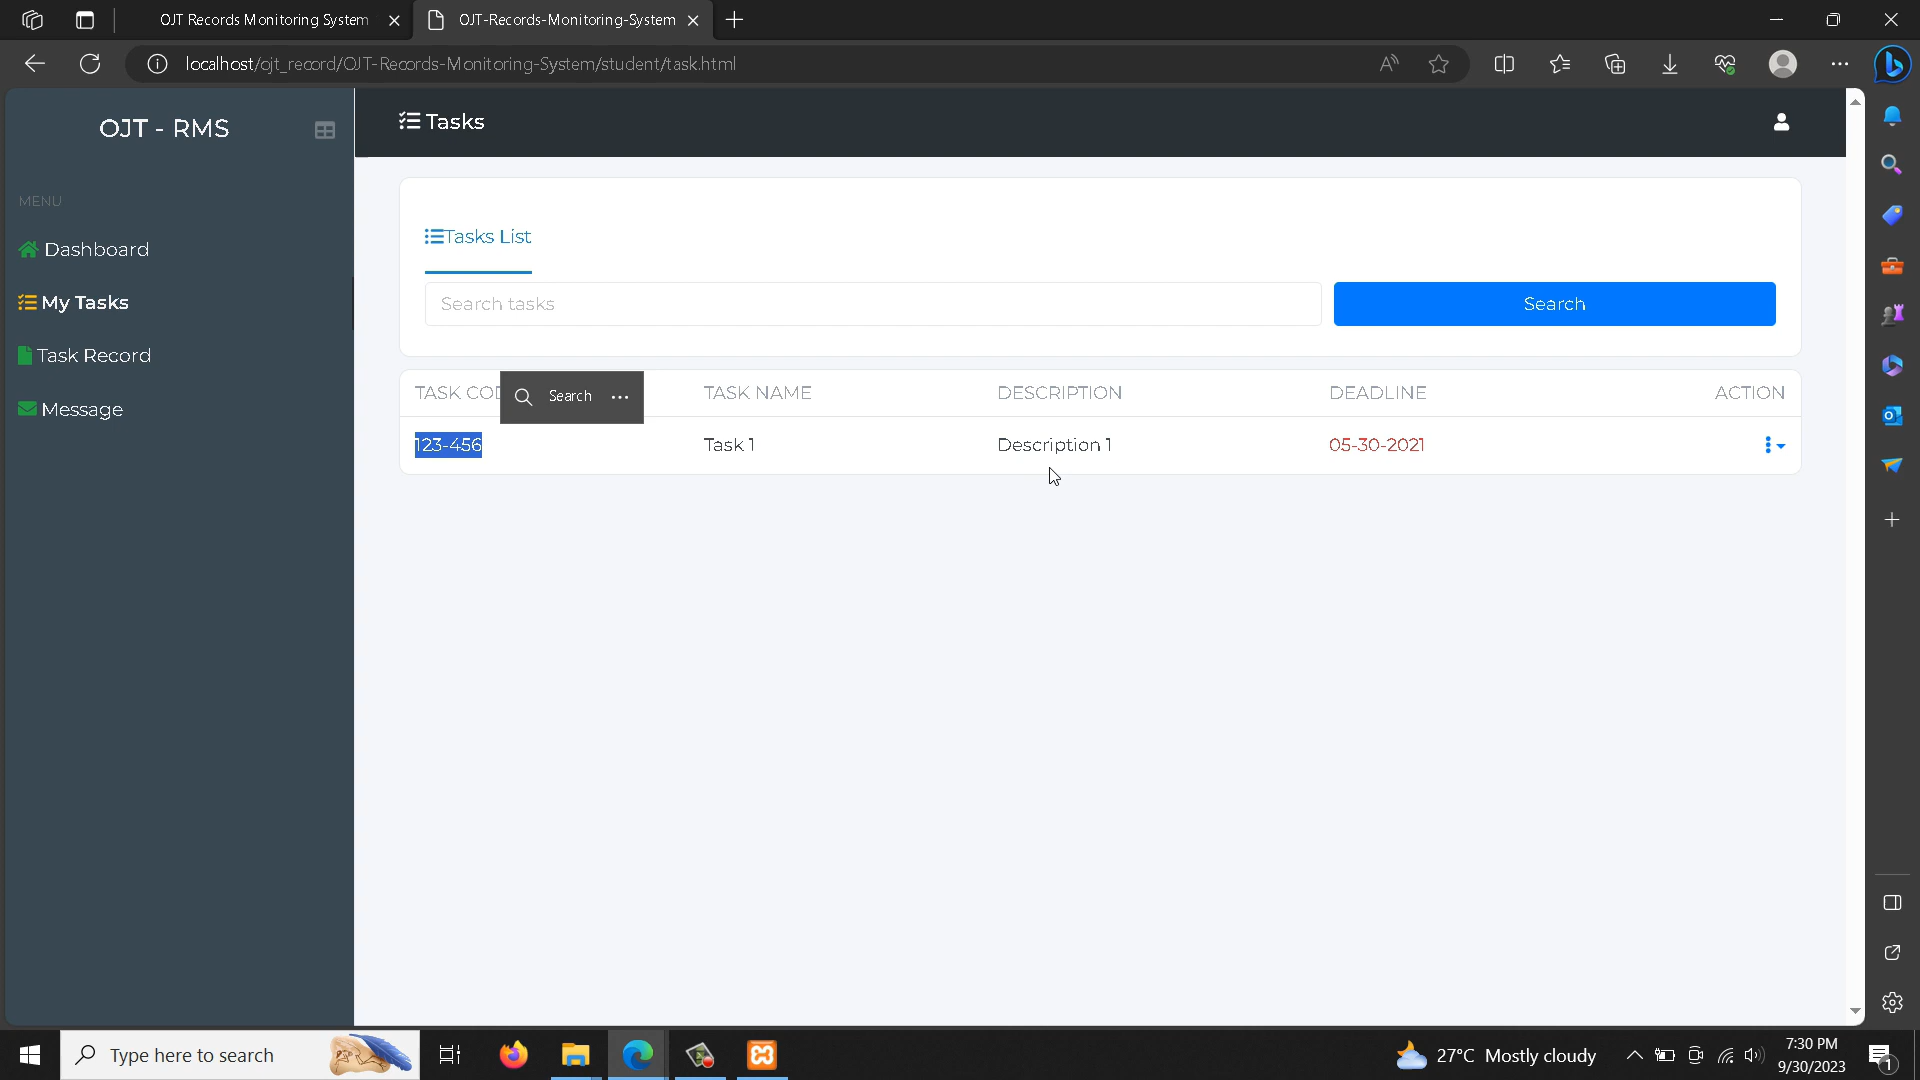 OJT Records Monitoring System
OJT-Records-Monitoring-System
localhost/ojt_record/OJT-Records-Monitoring-System/student/task.html
OJT - RMS
Tasks
MENU
Dashboard
My Tasks
Task Record
Message
Tasks List
Search tasks
Search
TASK COD
Search
TASK NAME
DESCRIPTION
DEADLINE
ACTION
123-456
Task 1
Description 1
05-30-2021
Type here to search
27°C Mostly cloudy
7:30 PM
9/30/2023
1